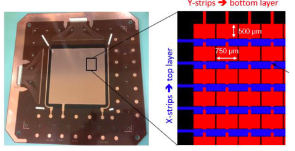 Y-strips ➔ bottom layer
X-strips ➔ top layer
500 µm
750 µm